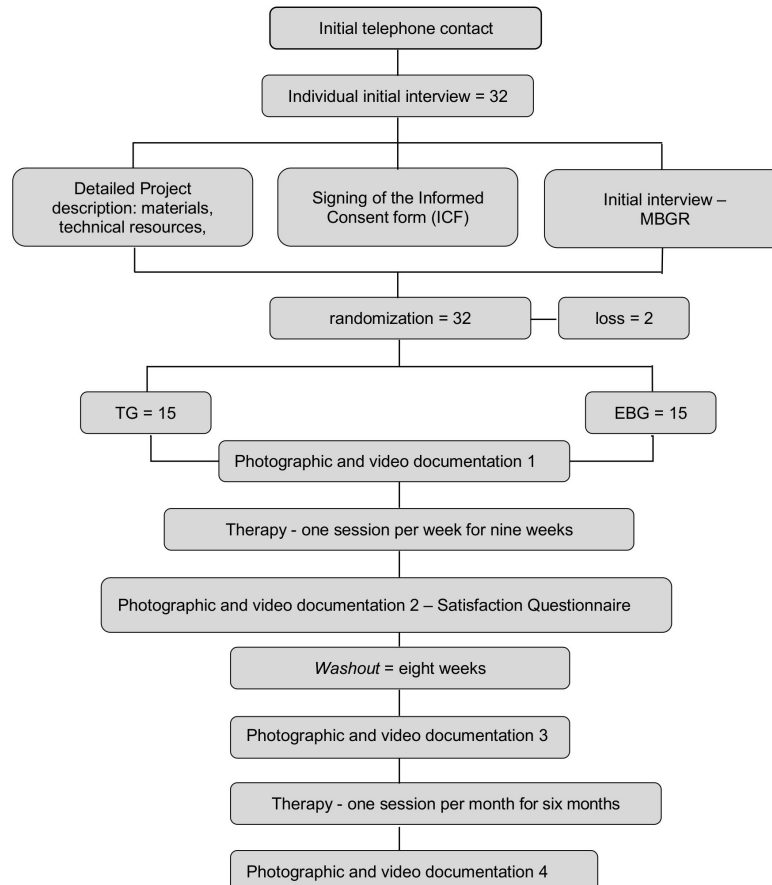 Initial telephone contact
Individual initial interview = 32
Detailed Project
description: materials,
technical resources,
Signing of the Informed
Consent form (ICF)
Initial interview –
MBGR
randomization = 32
loss = 2
TG = 15
EBG = 15
Photographic and video documentation 1
Therapy - one session per week for nine weeks
Photographic and video documentation 2 – Satisfaction Questionnaire
Washout = eight weeks
Photographic and video documentation 3
Therapy - one session per month for six months
Photographic and video documentation 4